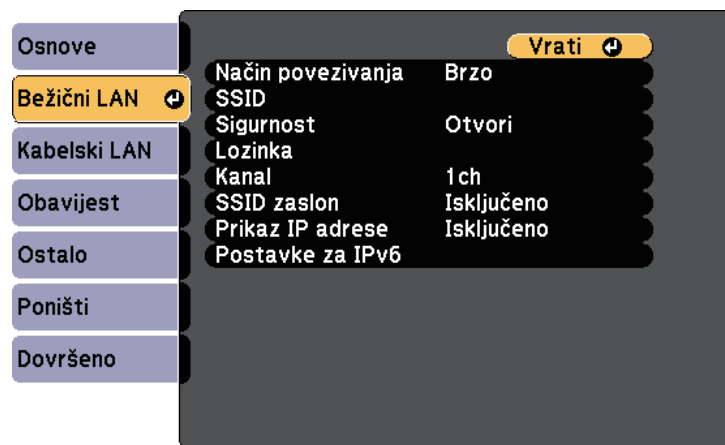 Osnove
Bežični LAN
Kabelski LAN
Obavijest
Ostalo
Poništi
Dovršeno
Vrati
Način povezivanja Brzo
SSID
Sigurnost Otvori
Lozinka
Kanal 1ch
SSID zaslon Isključeno
Prikaz IP adrese Isključeno
Postavke za IPv6